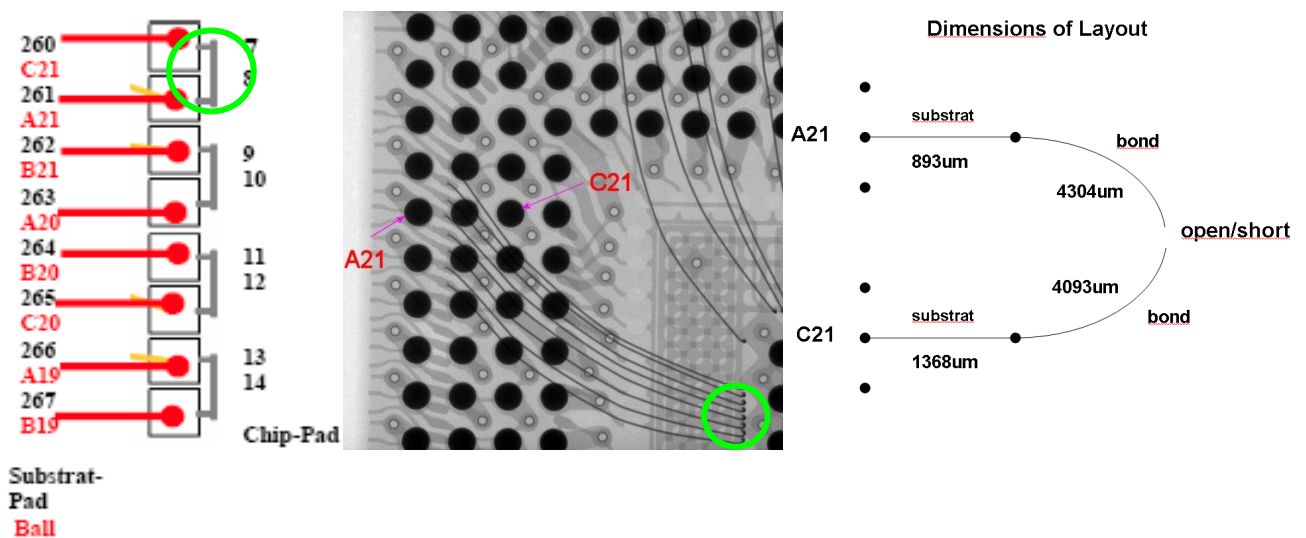 260
C21
261
A21
262
B21
263
A20
264
B20
265
C20
266
A19
267
B19
7
8
9
10
11
12
13
14
Chip-Pad
Substrat-
Pad
Ball
A21
C21
Dimensions of Layout
A21
substrat
893um
bond
4304um
open/short
C21
substrat
1368um
4093um
bond